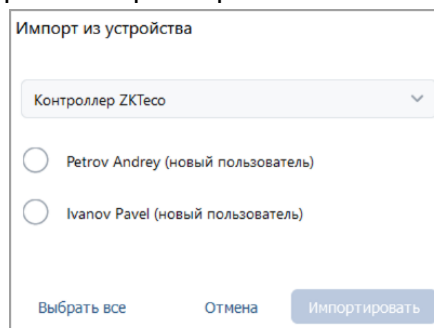 Импорт из устройства
Контроллер ZKTeco
Petrov Andrey (новый пользователь)
Ivanov Pavel (новый пользователь)
Выбрать все
Отмена
Импортировать